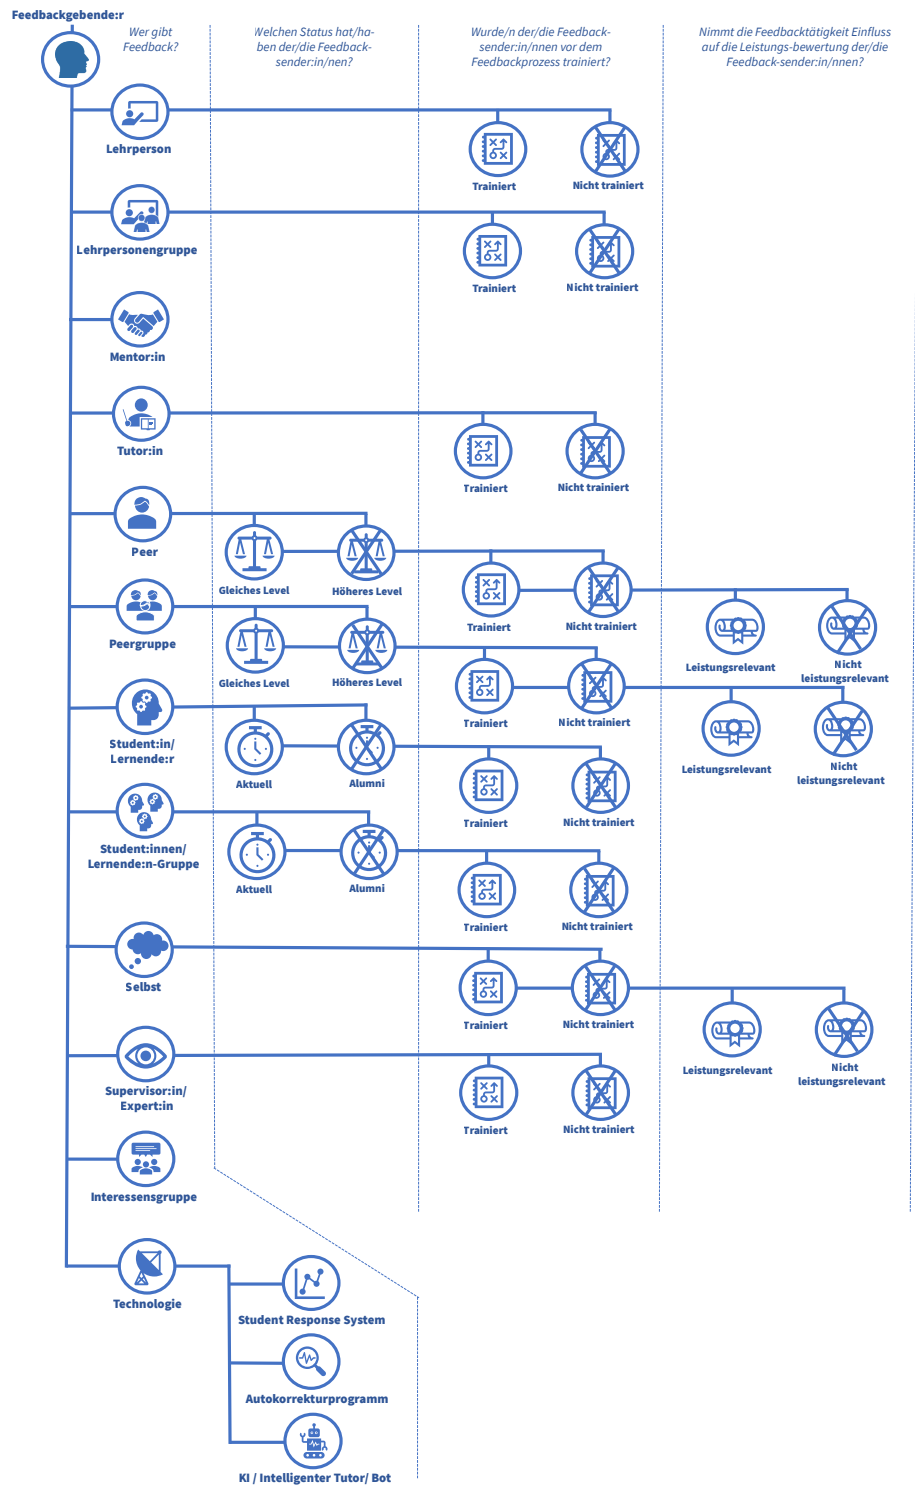 Feedbackgebende:r
Wer gibt
Feedback?
Welchen Status hat/ha-
ben der/die Feedback-
sender:in/nen?
Wurde/n der/die Feedback-
sender:in/nnen vor dem
Feedbackprozess trainiert?
Nimmt die Feedbacktätigkeit Einfluss
auf die Leistungs-bewertung der/die
Feedback-sender:in/nnen?
Lehrperson
Trainiert
Nicht trainiert
Lehrpersonengruppe
Trainiert
Nicht trainiert
Mentor:in
Tutor:in
Trainiert
Nicht trainiert
Peer
Gleiches Level
Höheres Level
Trainiert
Nicht trainiert
Leistungsrelevant
Nicht
leistungsrelevant
Peergruppe
Gleiches Level
Höheres Level
Trainiert
Nicht trainiert
Leistungsrelevant
Nicht
leistungsrelevant
Student:in/
Lernende:r
Aktuell
Alumni
Trainiert
Nicht trainiert
Student:innen/
Lernende:n-Gruppe
Aktuell
Alumni
Trainiert
Nicht trainiert
Selbst
Trainiert
Nicht trainiert
Leistungsrelevant
Nicht
leistungsrelevant
Supervisor:in/
Expert:in
Trainiert
Nicht trainiert
Interessensgruppe
Technologie
Student Response System
Autokorrekturprogramm
KI / Intelligenter Tutor/ Bot